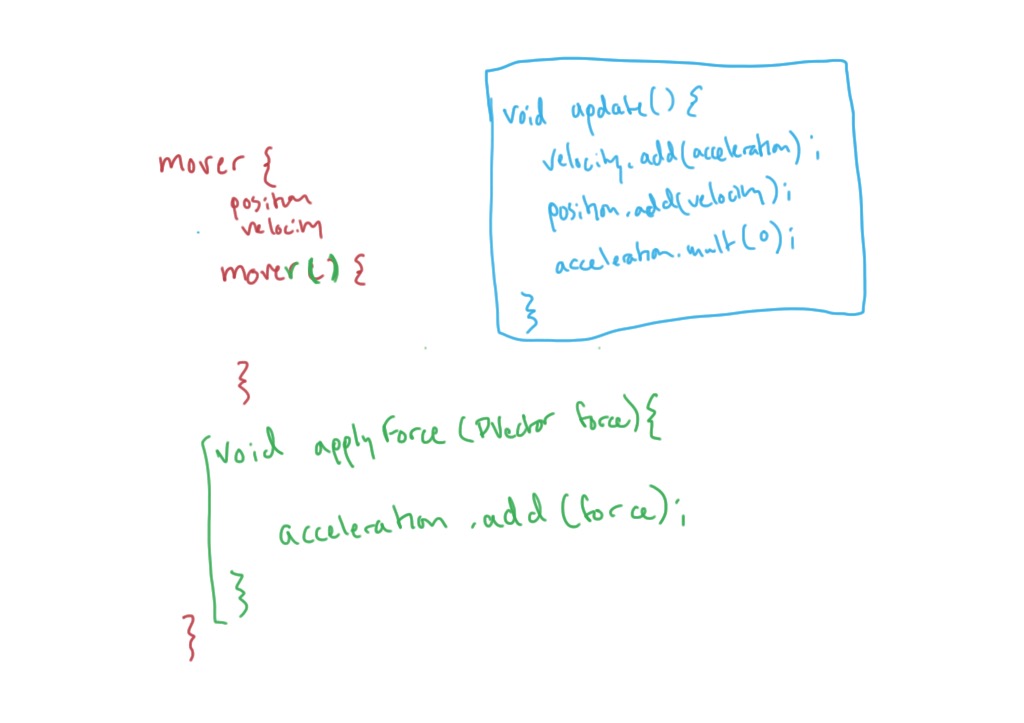 mover {
position
velocity
mover() {
}
void applyForce (PVector force){
acceleration .add (force);
}
}
void update() {
velocity.add(acceleration);
position.add(velocity);
acceleration.mult(0);
}